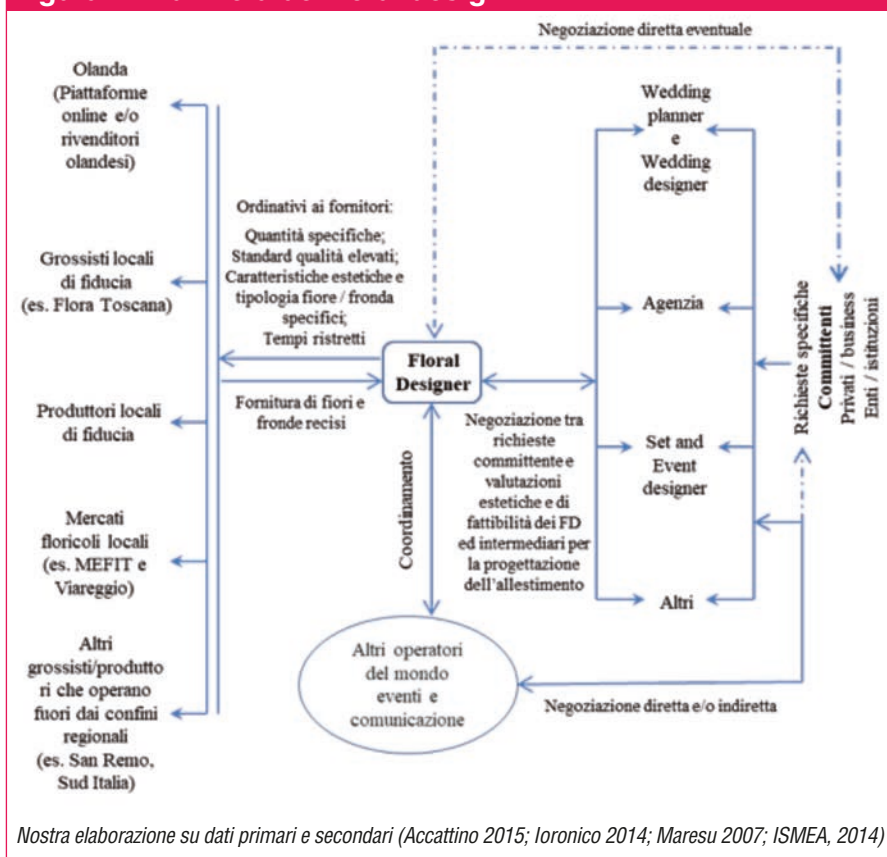 Negoziazione diretta eventuale
Olanda
(Piattaforme
online e/o
rivenditori
olandesi)
Grossisti locali
di fiducia
(es. Flora Toscana)
Produttori locali
di fiducia
Mercati
floricoli locali
(es. MEFIT e
Viareggio)
Altri
grossisti/produtto
ri che operano
fuori dai confini
regionali
(es. San Remo,
Sud Italia)
Ordinativi ai fornitori:
Quantità specifiche;
Standard qualità elevati;
Caratteristiche estetiche e
tipologia fiore / fronda
specifici;
Tempi ristretti
Fornitura di fiori e
fronde recisi
Floral
Designer
Coordinamento
Negoziazione tra
richieste
committente e
valutazioni
estetiche e di
fattibilità dei FD
ed intermediari per
la progettazione
dell'allestimento
Altri operatori
del mondo
eventi e
comunicazione
Wedding
planner
e
Wedding
designer
Agenzia
Set and
Event
designer
Altri
Richieste specifiche
Committenti
Privati / business
Enti / istituzioni
Negoziazione diretta e/o indiretta
Nostra elaborazione su dati primari e secondari (Accattino 2015; Ioronico 2014; Maresu 2007; ISMEA, 2014)